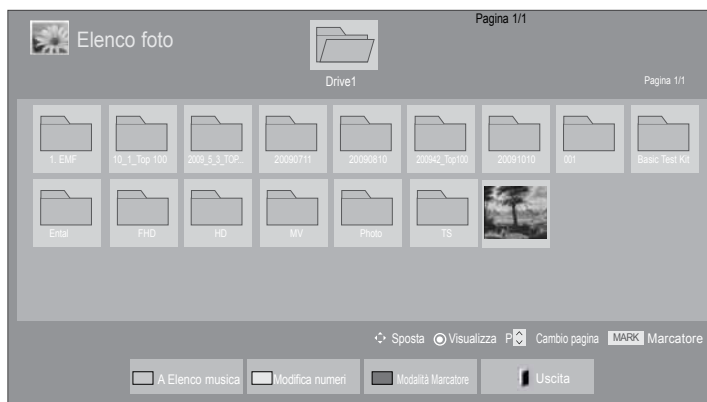 Pagina 1/1
Elenco foto
Drive1
Pagina 1/1
1. EMF 10_1_Top 100 2009_5_3_TOP... 20090711 20090810 200942_Top100 20091010 001 Basic Test Kit
Ental FHD HD MV Photo TS
Sposta Visualizza P Cambio pagina MARK Marcatore
A Elenco musica Modifica numeri Modalità Marcatore Uscita